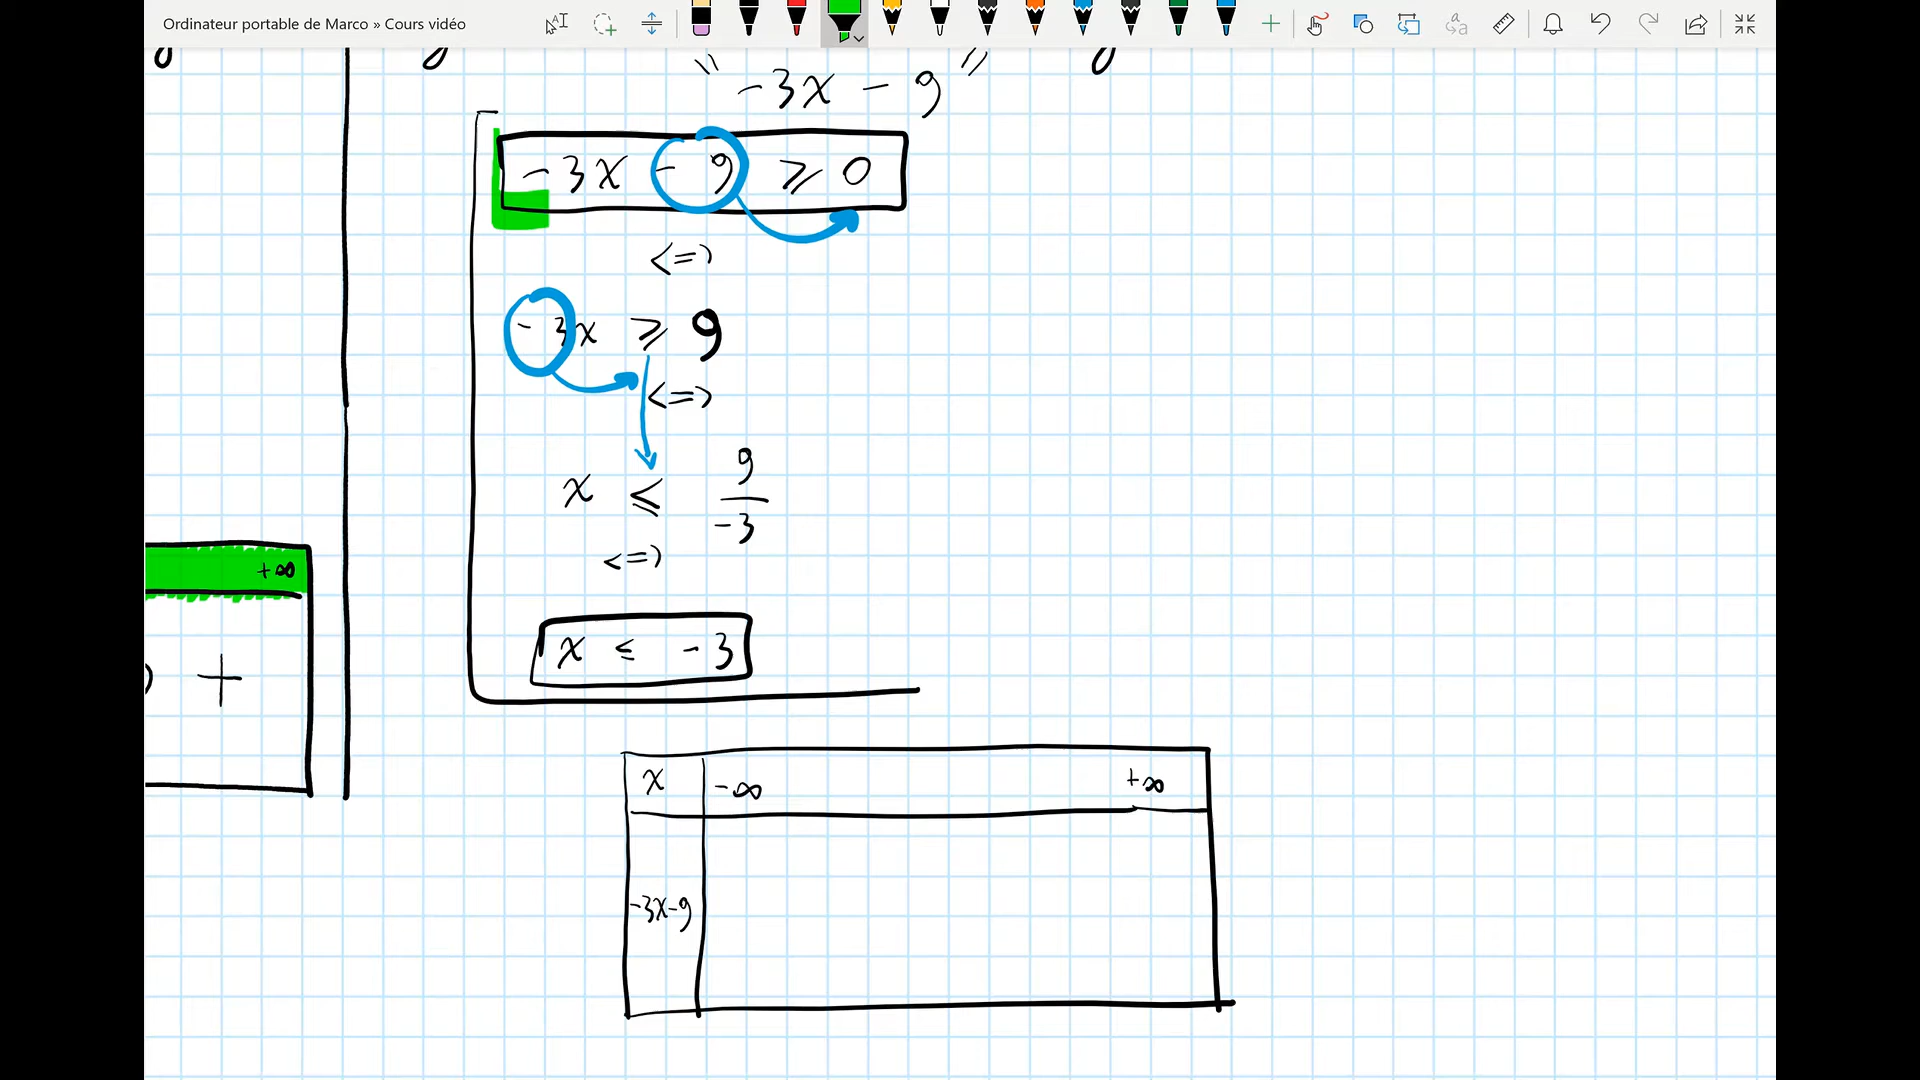 Ordinateur portable de Marco » Cours vidéo
" -3x - 9 "
-3x - 9 ⩾ 0
<=>
-3x ⩾ 9
<=>
x ⩽ 9/-3
<=>
x ≤ -3
+∞
+
x -∞ +∞
-3x-9